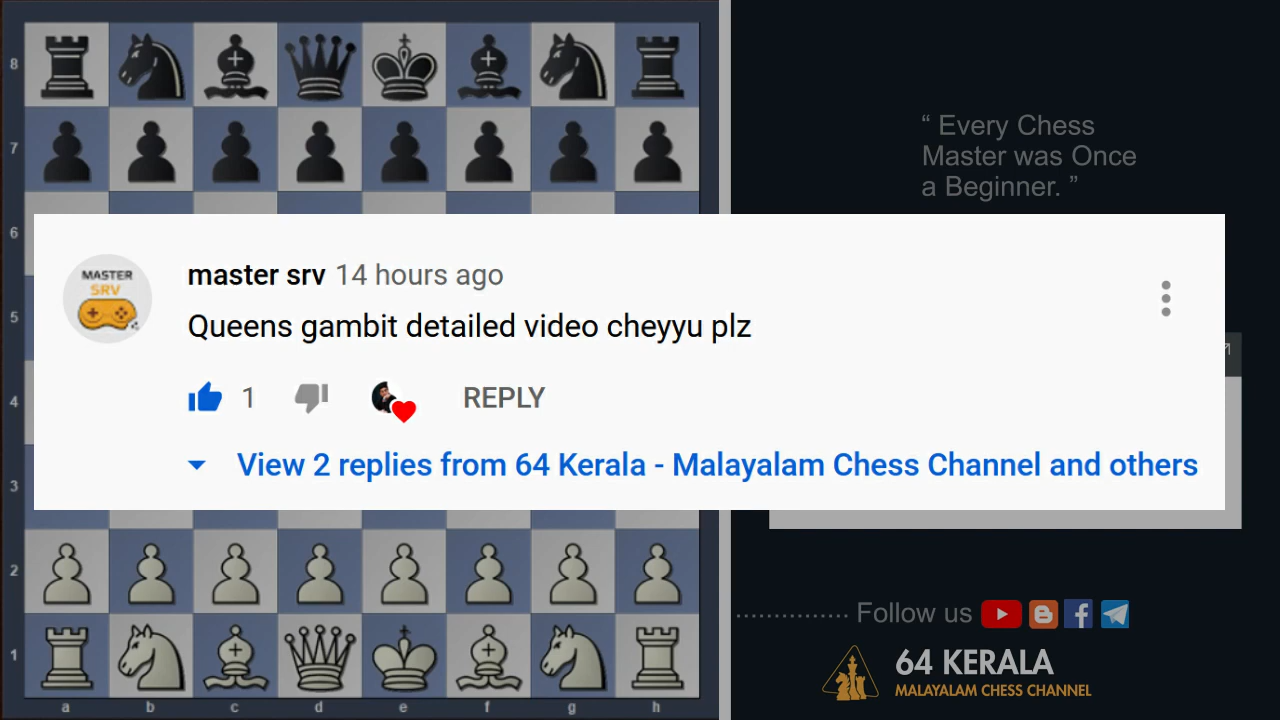 8
7
6
5
4
3
2
1
a b c d e f g h
“ Every Chess
Master was Once
a Beginner. ”
MASTER
SRV
master srv 14 hours ago
Queens gambit detailed video cheyyu plz
1
REPLY
View 2 replies from 64 Kerala - Malayalam Chess Channel and others
Follow us
64 KERALA
MALAYALAM CHESS CHANNEL